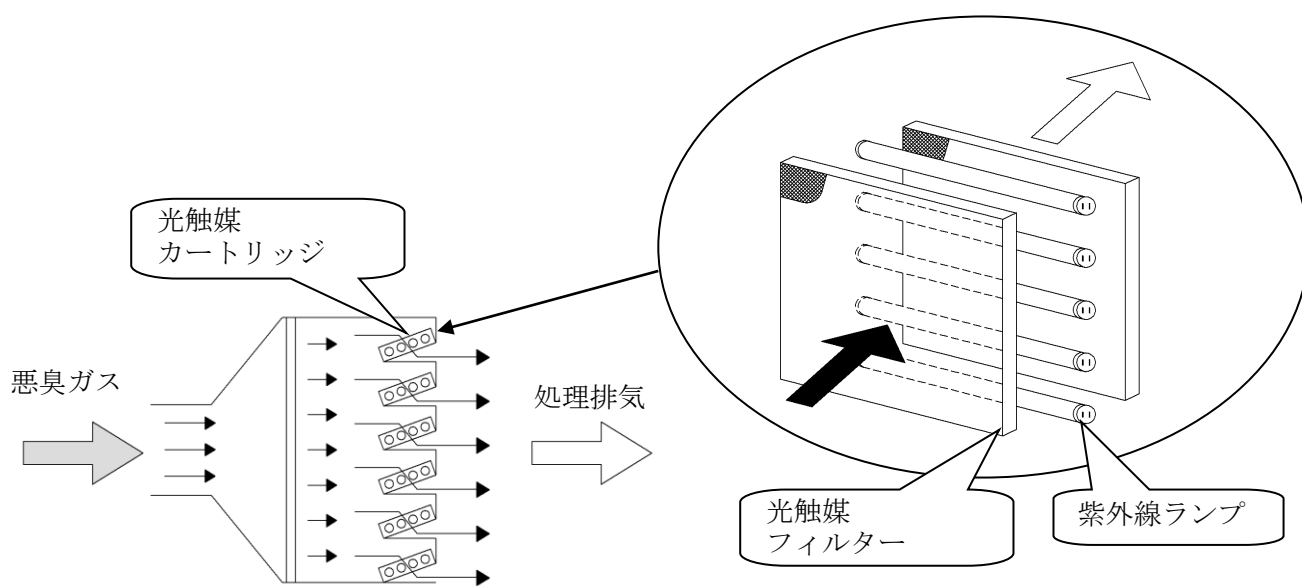 光触媒
カートリッジ
悪臭ガス
処理排気
光触媒
フィルター
紫外線ランプ